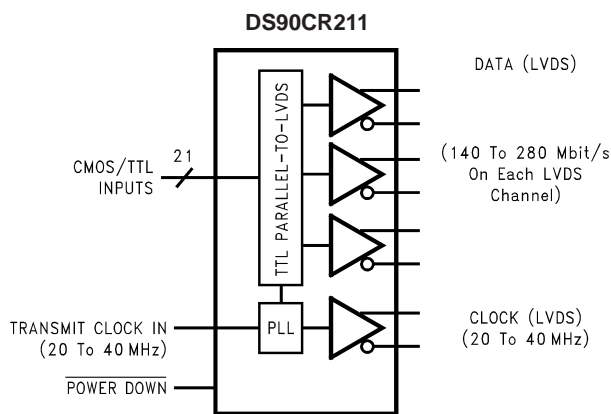 DS90CR211
DATA (LVDS)
21
CMOS/TTL
INPUTS
TTL PARALLEL-TO-LVDS
(140 To 280 Mbit/s
On Each LVDS
Channel)
TRANSMIT CLOCK IN
(20 To 40 MHz)
PLL
CLOCK (LVDS)
(20 To 40 MHz)
POWER DOWN